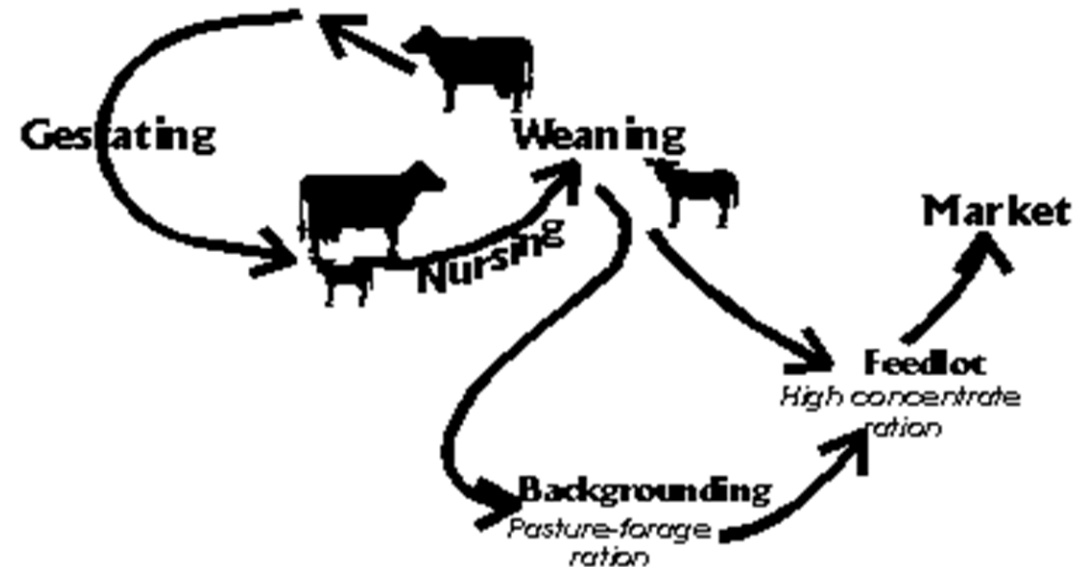 Gestating
Weaning
Nursing
Market
Feedlot
High concentrate
ration
Backgrounding
Pasture-forage
ration